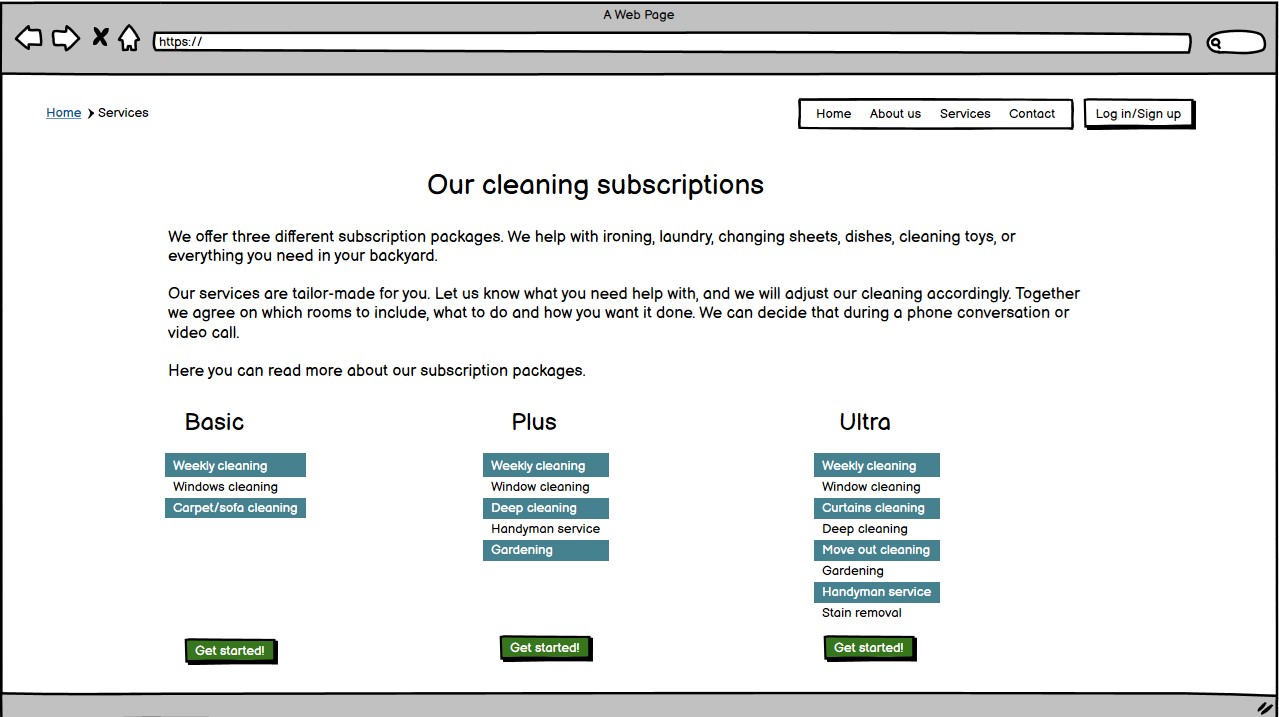 A Web Page
https://
Home Services
Home About us Services Contact Log in/Sign up
Our cleaning subscriptions
We offer three different subscription packages. We help with ironing, laundry, changing sheets, dishes, cleaning toys, or
everything you need in your backyard.
Our services are tailor-made for you. Let us know what you need help with, and we will adjust our cleaning accordingly. Together
we agree on which rooms to include, what to do and how you want it done. We can decide that during a phone conversation or
video call.
Here you can read more about our subscription packages.
Basic
Weekly cleaning
Windows cleaning
Carpet/sofa cleaning
Get started!
Plus
Weekly cleaning
Window cleaning
Deep cleaning
Handyman service
Gardening
Get started!
Ultra
Weekly cleaning
Window cleaning
Curtains cleaning
Deep cleaning
Move out cleaning
Gardening
Handyman service
Stain removal
Get started!